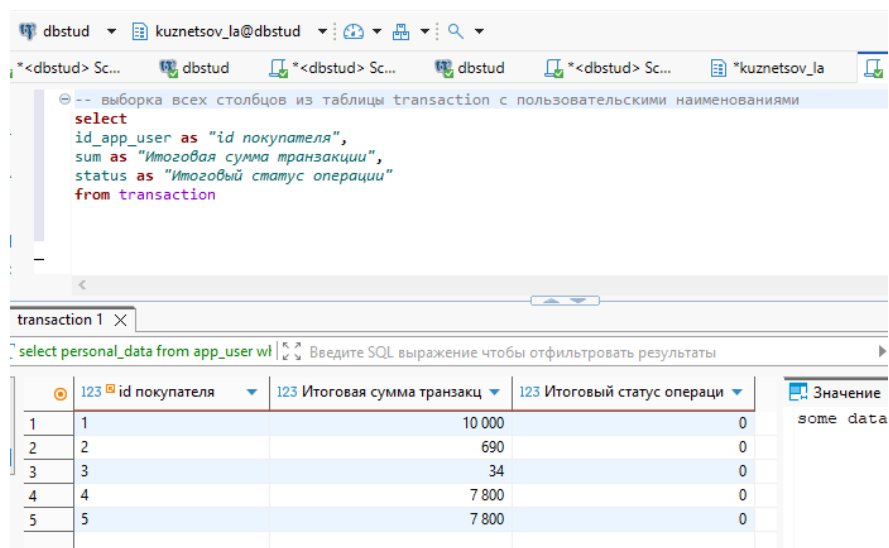 dbstud kuznetsov_la@dbstud
*<dbstud> Sc... dbstud *<dbstud> Sc... dbstud *<dbstud> Sc... *kuznetsov_la
-- выборка всех столбцов из таблицы transaction с пользовательскими наименованиями
select
id_app_user as "id покупателя",
sum as "Итоговая сумма транзакции",
status as "Итоговый статус операции"
from transaction
transaction 1
select personal_data from app_user wh Введите SQL выражение чтобы отфильтровать результаты
123 id покупателя 123 Итоговая сумма транзакц 123 Итоговый статус операци Значение
1 1 10 000 0 some data
2 2 690 0
3 3 34 0
4 4 7 800 0
5 5 7 800 0